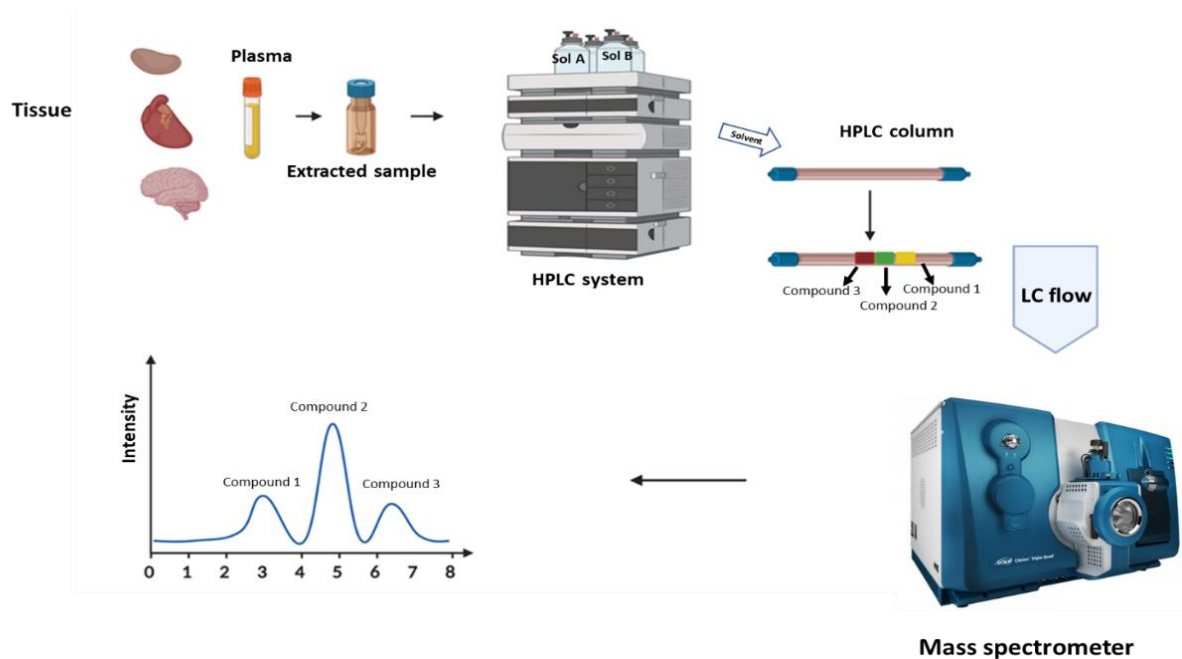 Tissue
Plasma
Extracted sample
Sol A
Sol B
HPLC system
Solvent
HPLC column
Compound 3
Compound 2
Compound 1
LC flow
Intensity
Compound 1
Compound 2
Compound 3
0 1 2 3 4 5 6 7 8
Mass spectrometer